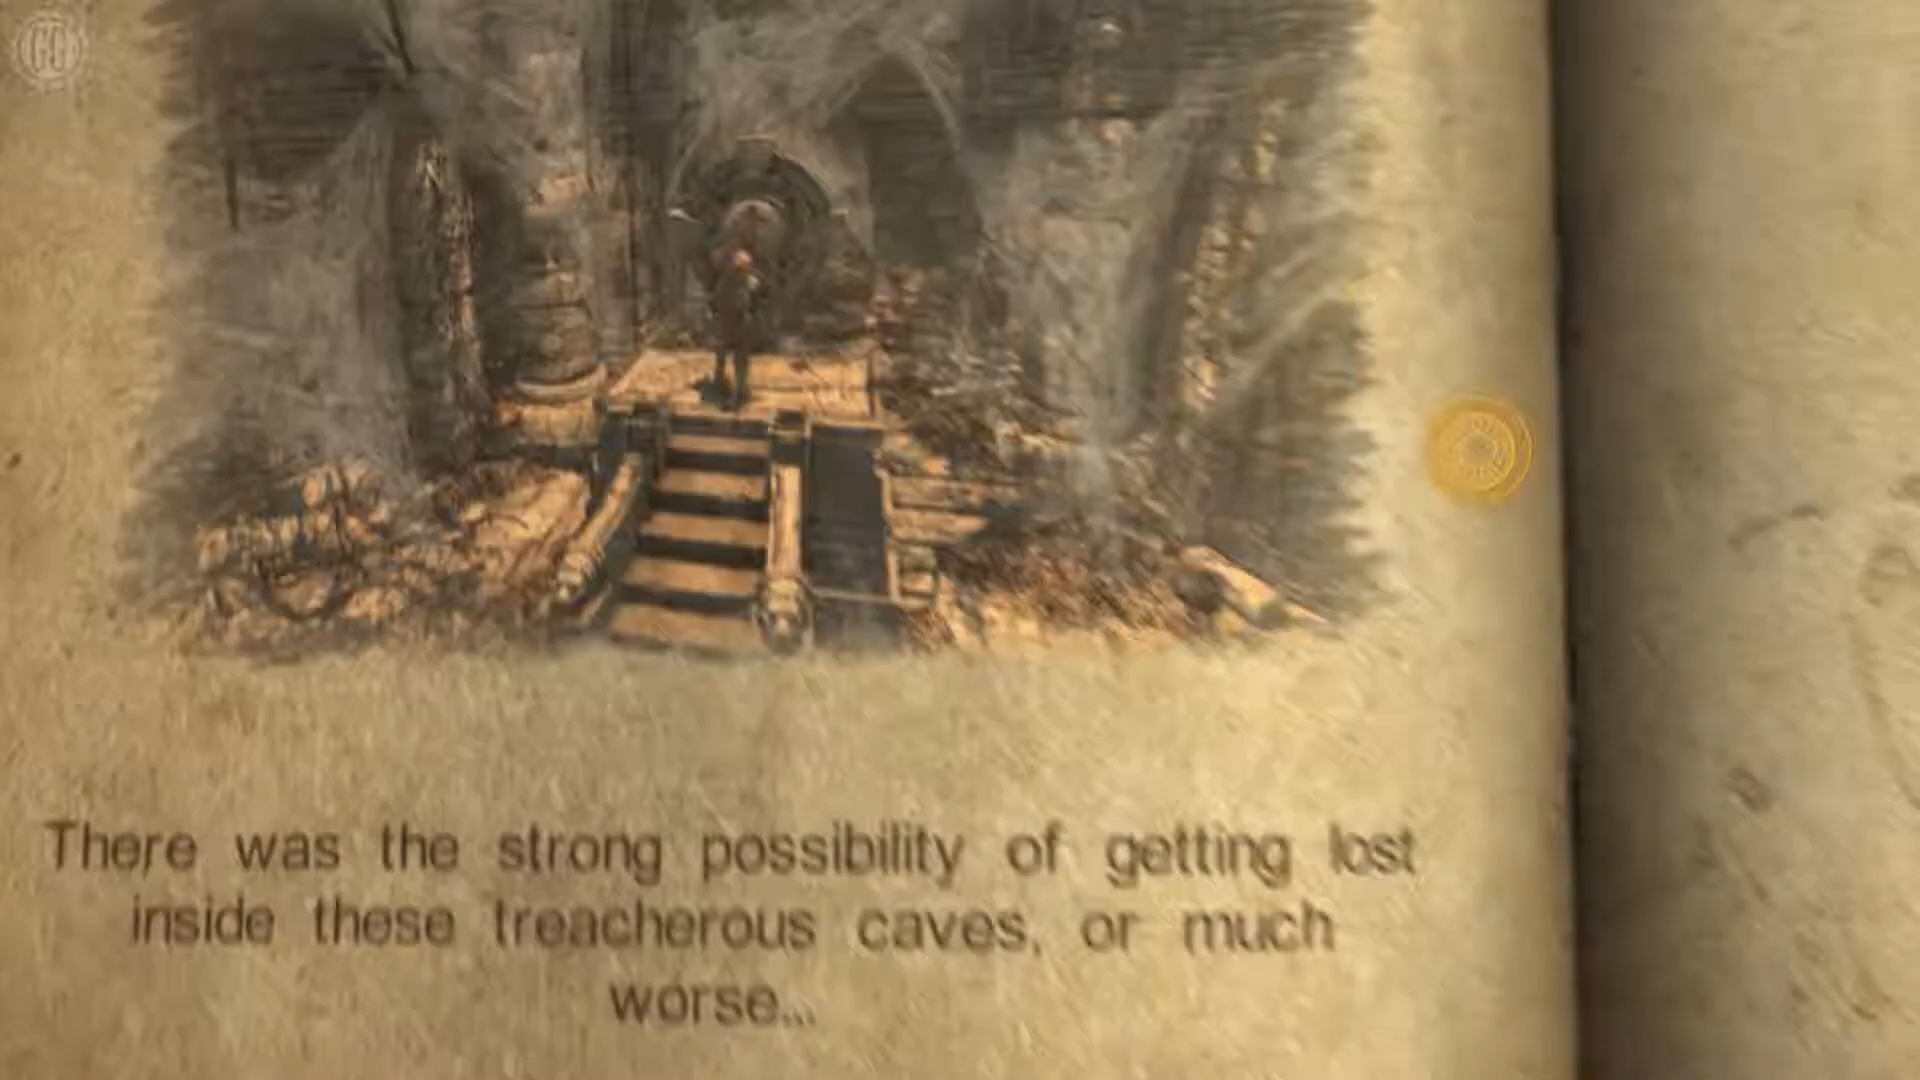 There was the strong possibility of getting lost
inside these treacherous caves, or much
worse...